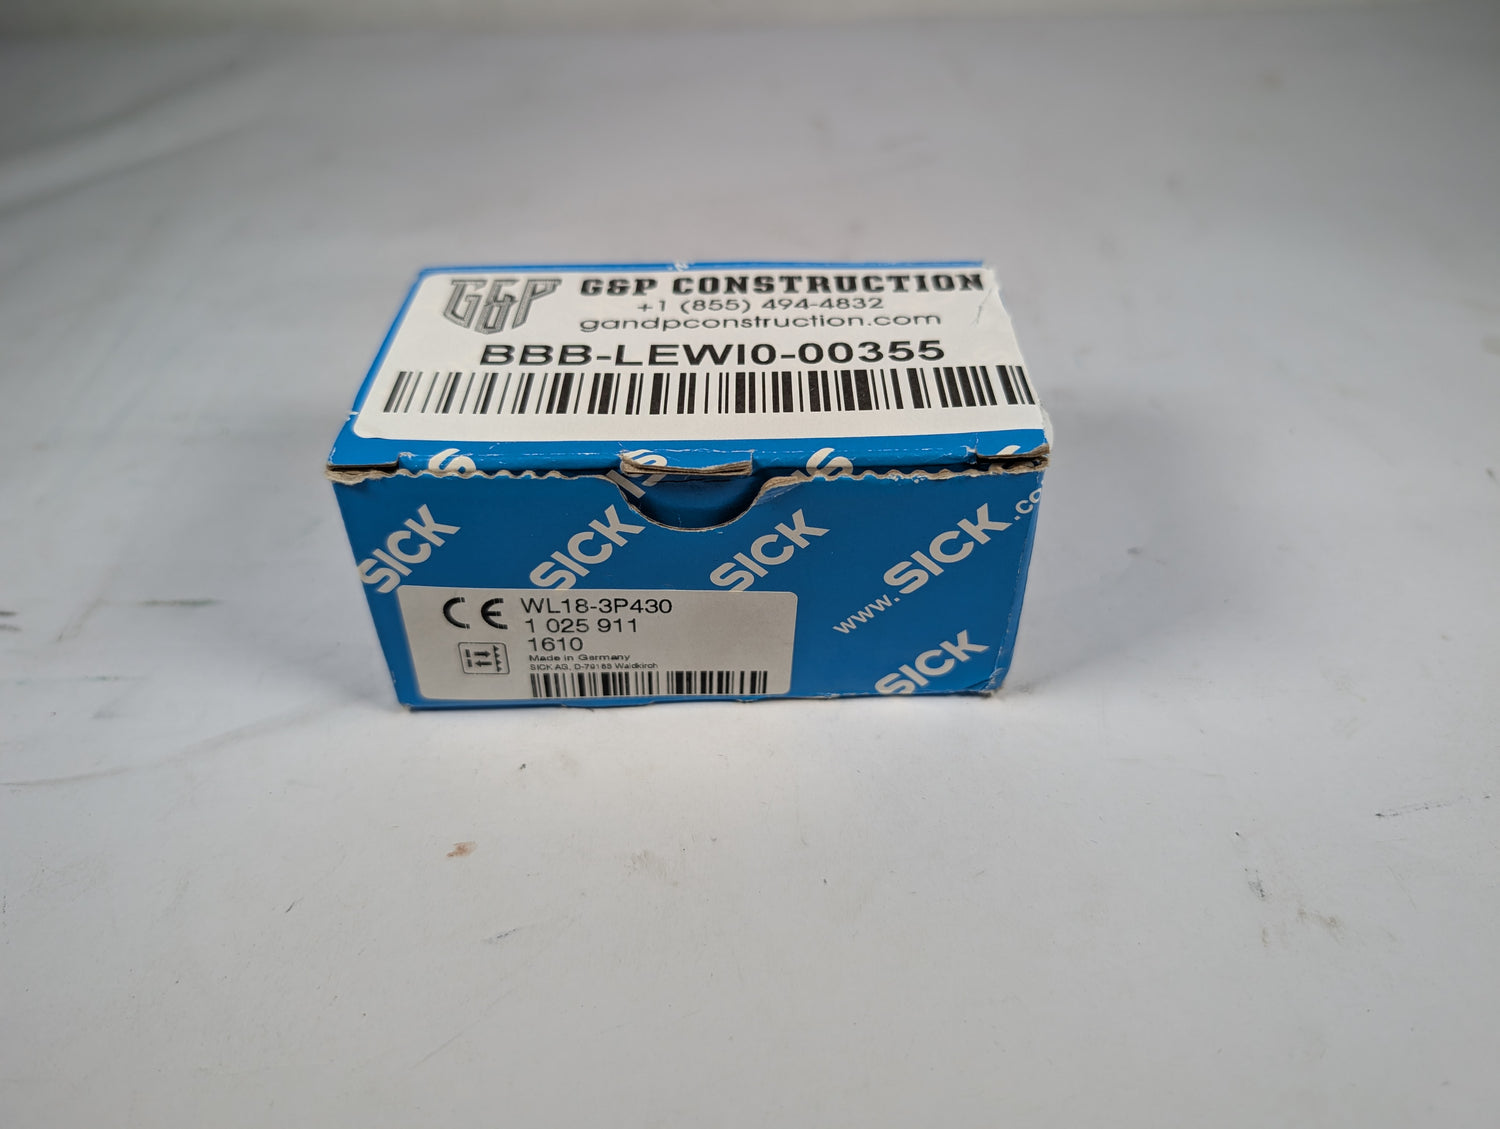 G&P
G&P CONSTRUCTION
+1 (855) 494-4832
gandpconstruction.com
BBB-LEWI0-00355
SICK
SICK
SICK
www.SICK.co
SICK
CE
WL18-3P430
1 025 911
1610
Made in Germany
SICK AG, D-79183 Waldkirch